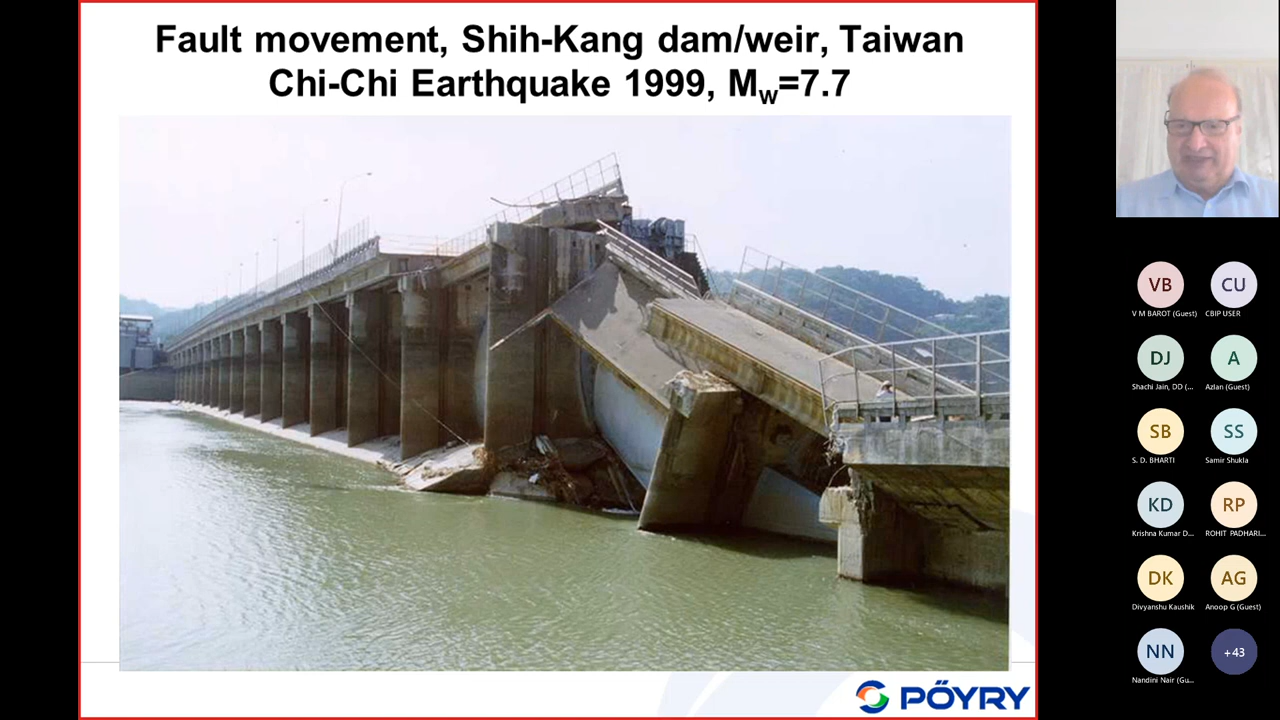 Fault movement, Shih-Kang dam/weir, Taiwan
Chi-Chi Earthquake 1999, Mw=7.7
PÖYRY
VB
CU
V M BAROT (Guest)
CBIP USER
DJ
A
Shachi Jain, DD (...
Azlan (Guest)
SB
SS
S. D. BHARTI
Samir Shukla
KD
RP
Krishna Kumar D...
ROHIT PADHARI...
DK
AG
Divyanshu Kaushik
Anoop G (Guest)
NN
+43
Nandini Nair (Gu...